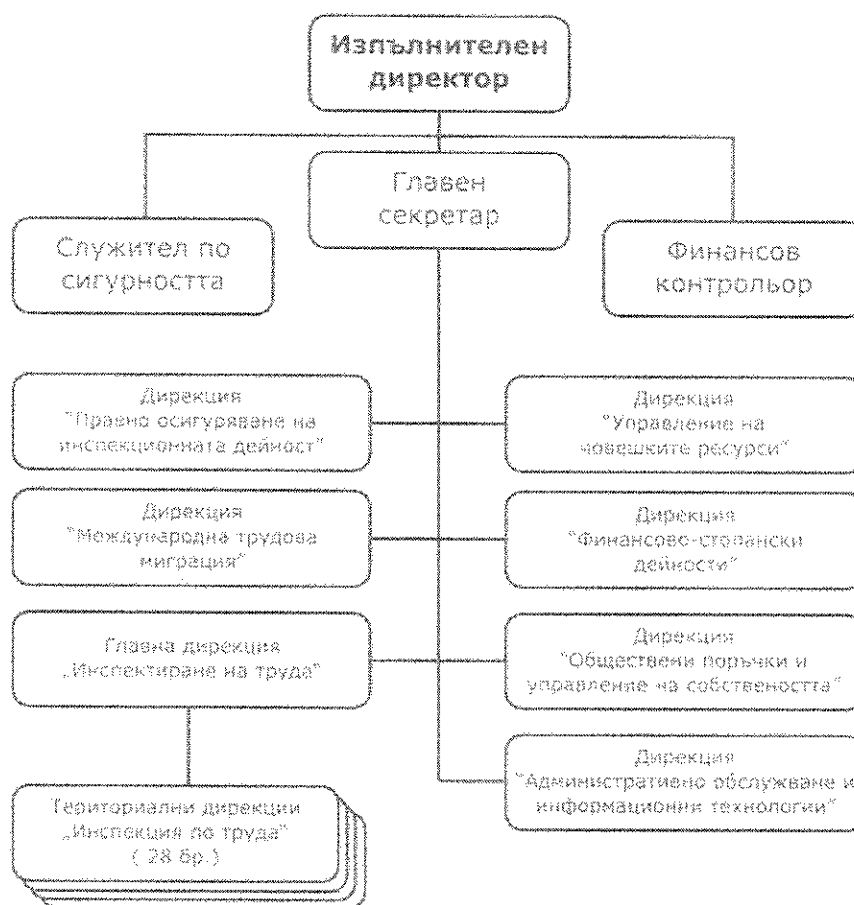 Изпълнителен
директор
Главен
секретар
Служител по
сигурността
Финансов
контрольор
Дирекция
"Правно осигуряване на
инспекционната дейност"
Дирекция
"Управление на
човешките ресурси"
Дирекция
"Международна трудова
миграция"
Дирекция
"Финансово-стопански
дейности"
Главна дирекция
„Инспектиране на труда"
Дирекция
"Обществени поръчки и
управление на собствеността"
Дирекция
"Административно обслужване и
информационни технологии"
Териториални дирекции
„Инспекция по труда"
( 28 бр.)